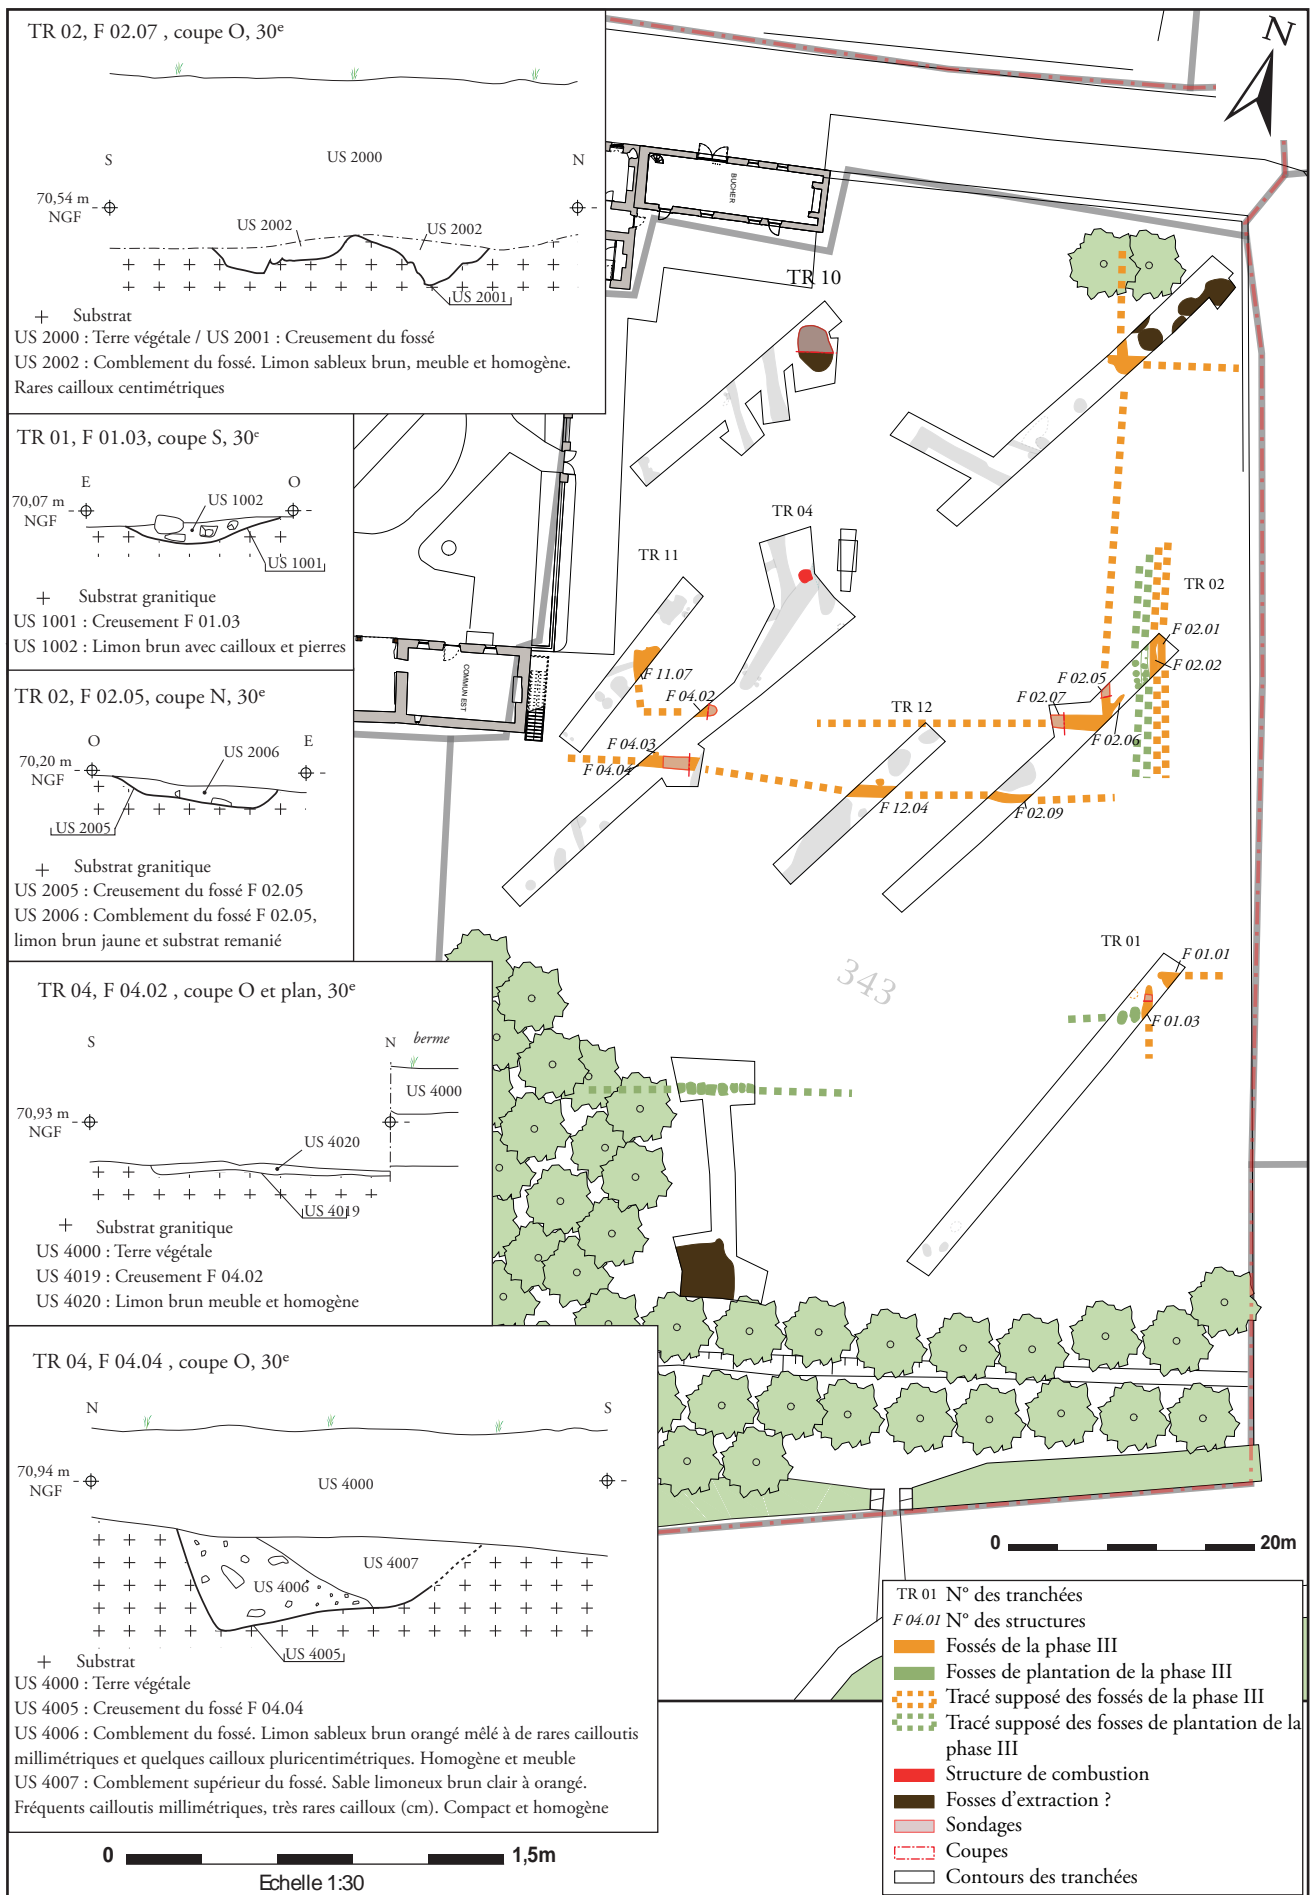 TR 02, F 02.07 , coupe O, 30e
S
US 2000
N
70,54 m
NGF
US 2002
US 2002
US 2001
+ Substrat
US 2000 : Terre végétale / US 2001 : Creusement du fossé
US 2002 : Comblement du fossé. Limon sableux brun, meuble et homogène.
Rares cailloux centimétriques
TR 01, F 01.03, coupe S, 30e
E
O
US 1002
70,07 m
NGF
US 1001
+ Substrat granitique
US 1001 : Creusement F 01.03
US 1002 : Limon brun avec cailloux et pierres
TR 02, F 02.05, coupe N, 30e
O
E
US 2006
70,20 m
NGF
US 2005
+ Substrat granitique
US 2005 : Creusement du fossé F 02.05
US 2006 : Comblement du fossé F 02.05,
limon brun jaune et substrat remanié
TR 04, F 04.02 , coupe O et plan, 30e
S
N
berme
US 4000
70,93 m
NGF
US 4020
US 4019
+ Substrat granitique
US 4000 : Terre végétale
US 4019 : Creusement F 04.02
US 4020 : Limon brun meuble et homogène
TR 04, F 04.04 , coupe O, 30e
N
S
70,94 m
NGF
US 4000
US 4007
US 4006
US 4005
+ Substrat
US 4000 : Terre végétale
US 4005 : Creusement du fossé F 04.04
US 4006 : Comblement du fossé. Limon sableux brun orangé mêlé à de rares cailloutis
millimétriques et quelques cailloux pluricentimétriques. Homogène et meuble
US 4007 : Comblement supérieur du fossé. Sable limoneux brun clair à orangé.
Fréquents cailloutis millimétriques, très rares cailloux (cm). Compact et homogène
0
1,5m
Echelle 1:30
N
BUCHER
TR 10
TR 04
TR 11
COMMUN EST
F 11.07
F 04.02
F 04.03
F 04.04
TR 12
F 12.04
TR 02
F 02.01
F 02.02
F 02.05
F 02.07
F 02.06
F 02.09
TR 01
F 01.01
F 01.03
343
0
20m
TR 01 N° des tranchées
F 04.01 N° des structures
Fossés de la phase III
Fosses de plantation de la phase III
Tracé supposé des fossés de la phase III
Tracé supposé des fosses de plantation de la
phase III
Structure de combustion
Fosses d'extraction ?
Sondages
Coupes
Contours des tranchées